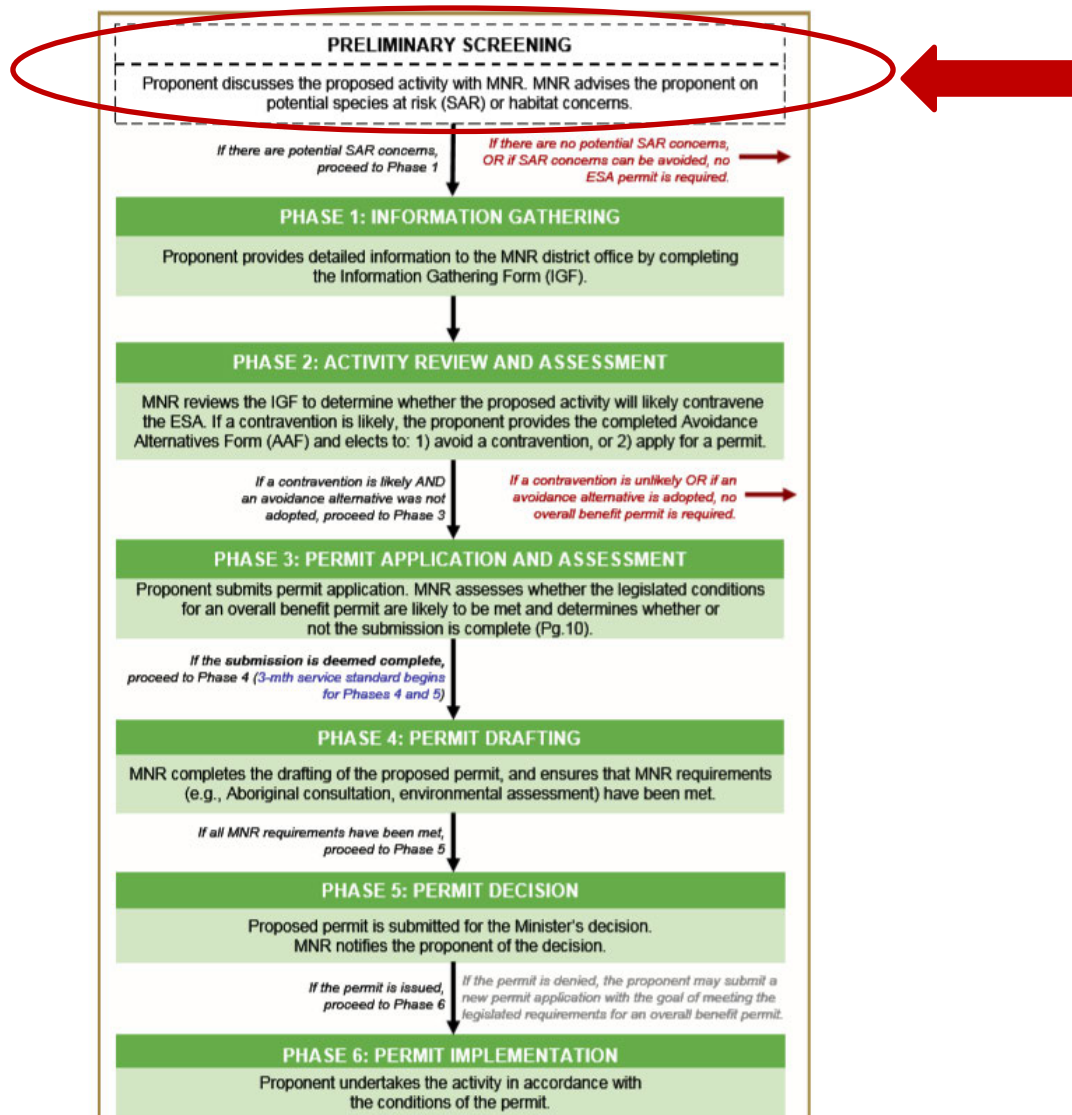 PRELIMINARY SCREENING
Proponent discusses the proposed activity with MNR. MNR advises the proponent on
potential species at risk (SAR) or habitat concerns.
If there are potential SAR concerns,
proceed to Phase 1
If there are no potential SAR concerns,
OR if SAR concerns can be avoided, no
ESA permit is required.
PHASE 1: INFORMATION GATHERING
Proponent provides detailed information to the MNR district office by completing
the Information Gathering Form (IGF).
PHASE 2: ACTIVITY REVIEW AND ASSESSMENT
MNR reviews the IGF to determine whether the proposed activity will likely contravene
the ESA. If a contravention is likely, the proponent provides the completed Avoidance
Alternatives Form (AAF) and elects to: 1) avoid a contravention, or 2) apply for a permit.
If a contravention is likely AND
an avoidance alternative was not
adopted, proceed to Phase 3
If a contravention is unlikely OR if an
avoidance alternative is adopted, no
overall benefit permit is required.
PHASE 3: PERMIT APPLICATION AND ASSESSMENT
Proponent submits permit application. MNR assesses whether the legislated conditions
for an overall benefit permit are likely to be met and determines whether or
not the submission is complete (Pg.10).
If the submission is deemed complete,
proceed to Phase 4 (3-mth service standard begins
for Phases 4 and 5)
PHASE 4: PERMIT DRAFTING
MNR completes the drafting of the proposed permit, and ensures that MNR requirements
(e.g., Aboriginal consultation, environmental assessment) have been met.
If all MNR requirements have been met,
proceed to Phase 5
PHASE 5: PERMIT DECISION
Proposed permit is submitted for the Minister's decision.
MNR notifies the proponent of the decision.
If the permit is issued,
proceed to Phase 6
If the permit is denied, the proponent may submit a
new permit application with the goal of meeting the
legislated requirements for an overall benefit permit.
PHASE 6: PERMIT IMPLEMENTATION
Proponent undertakes the activity in accordance with
the conditions of the permit.